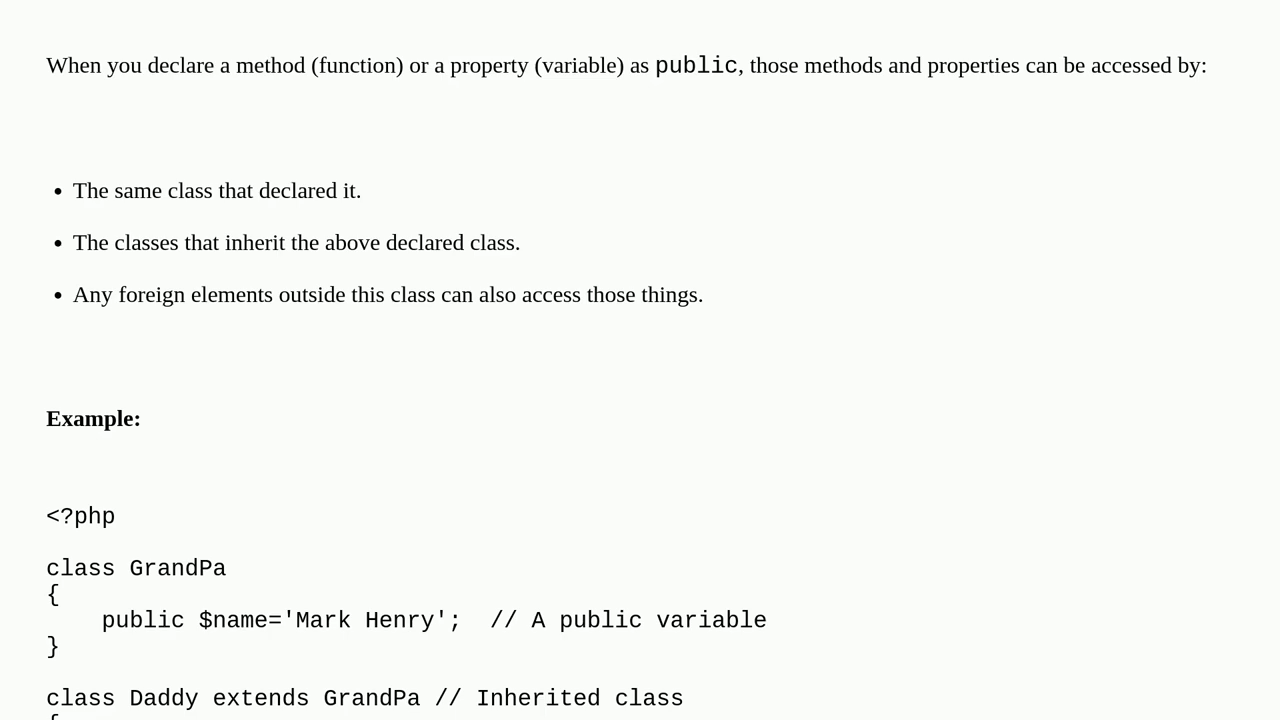 When you declare a method (function) or a property (variable) as public, those methods and properties can be accessed by:
• The same class that declared it.
• The classes that inherit the above declared class.
• Any foreign elements outside this class can also access those things.
Example:
<?php
class GrandPa
{
    public $name='Mark Henry';  // A public variable
}
class Daddy extends GrandPa // Inherited class
{